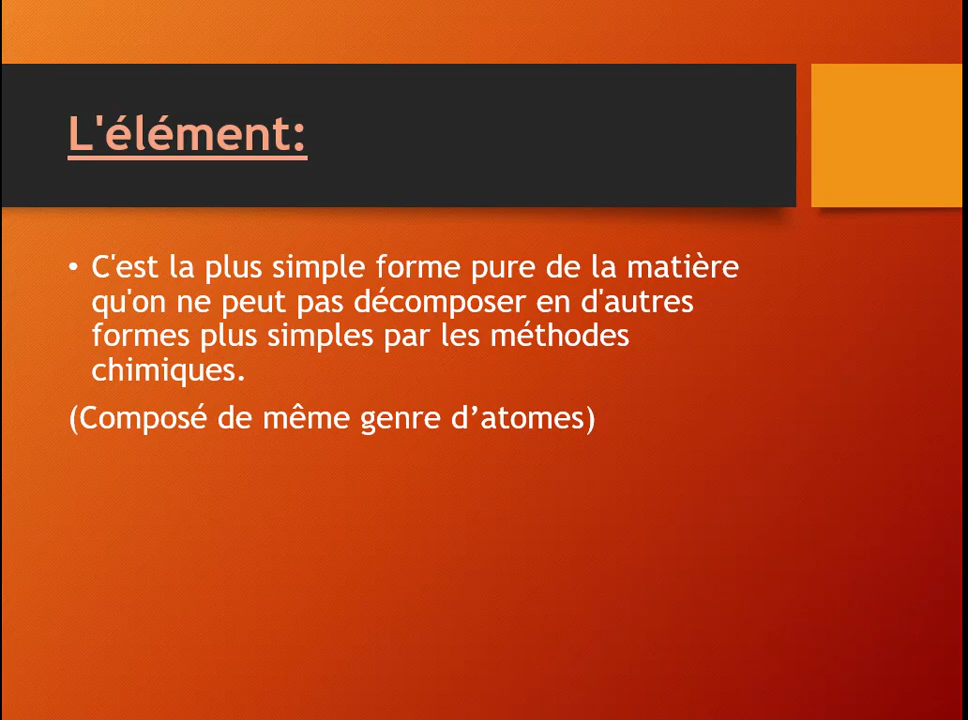 L'élément:
• C'est la plus simple forme pure de la matière
qu'on ne peut pas décomposer en d'autres
formes plus simples par les méthodes
chimiques.
(Composé de même genre d’atomes)